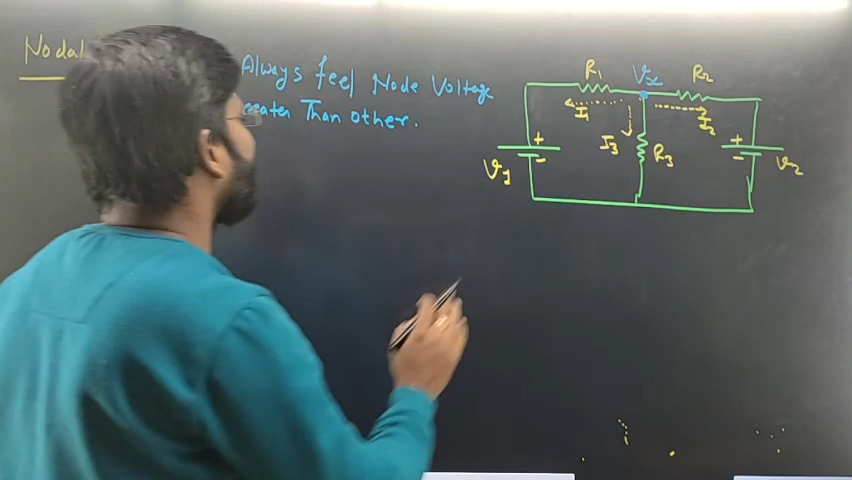 Nodal
Always feel Node Voltage
Than other.
R1
Vx
R2
I1
I2
I3
R3
+
-
V1
+
-
V2